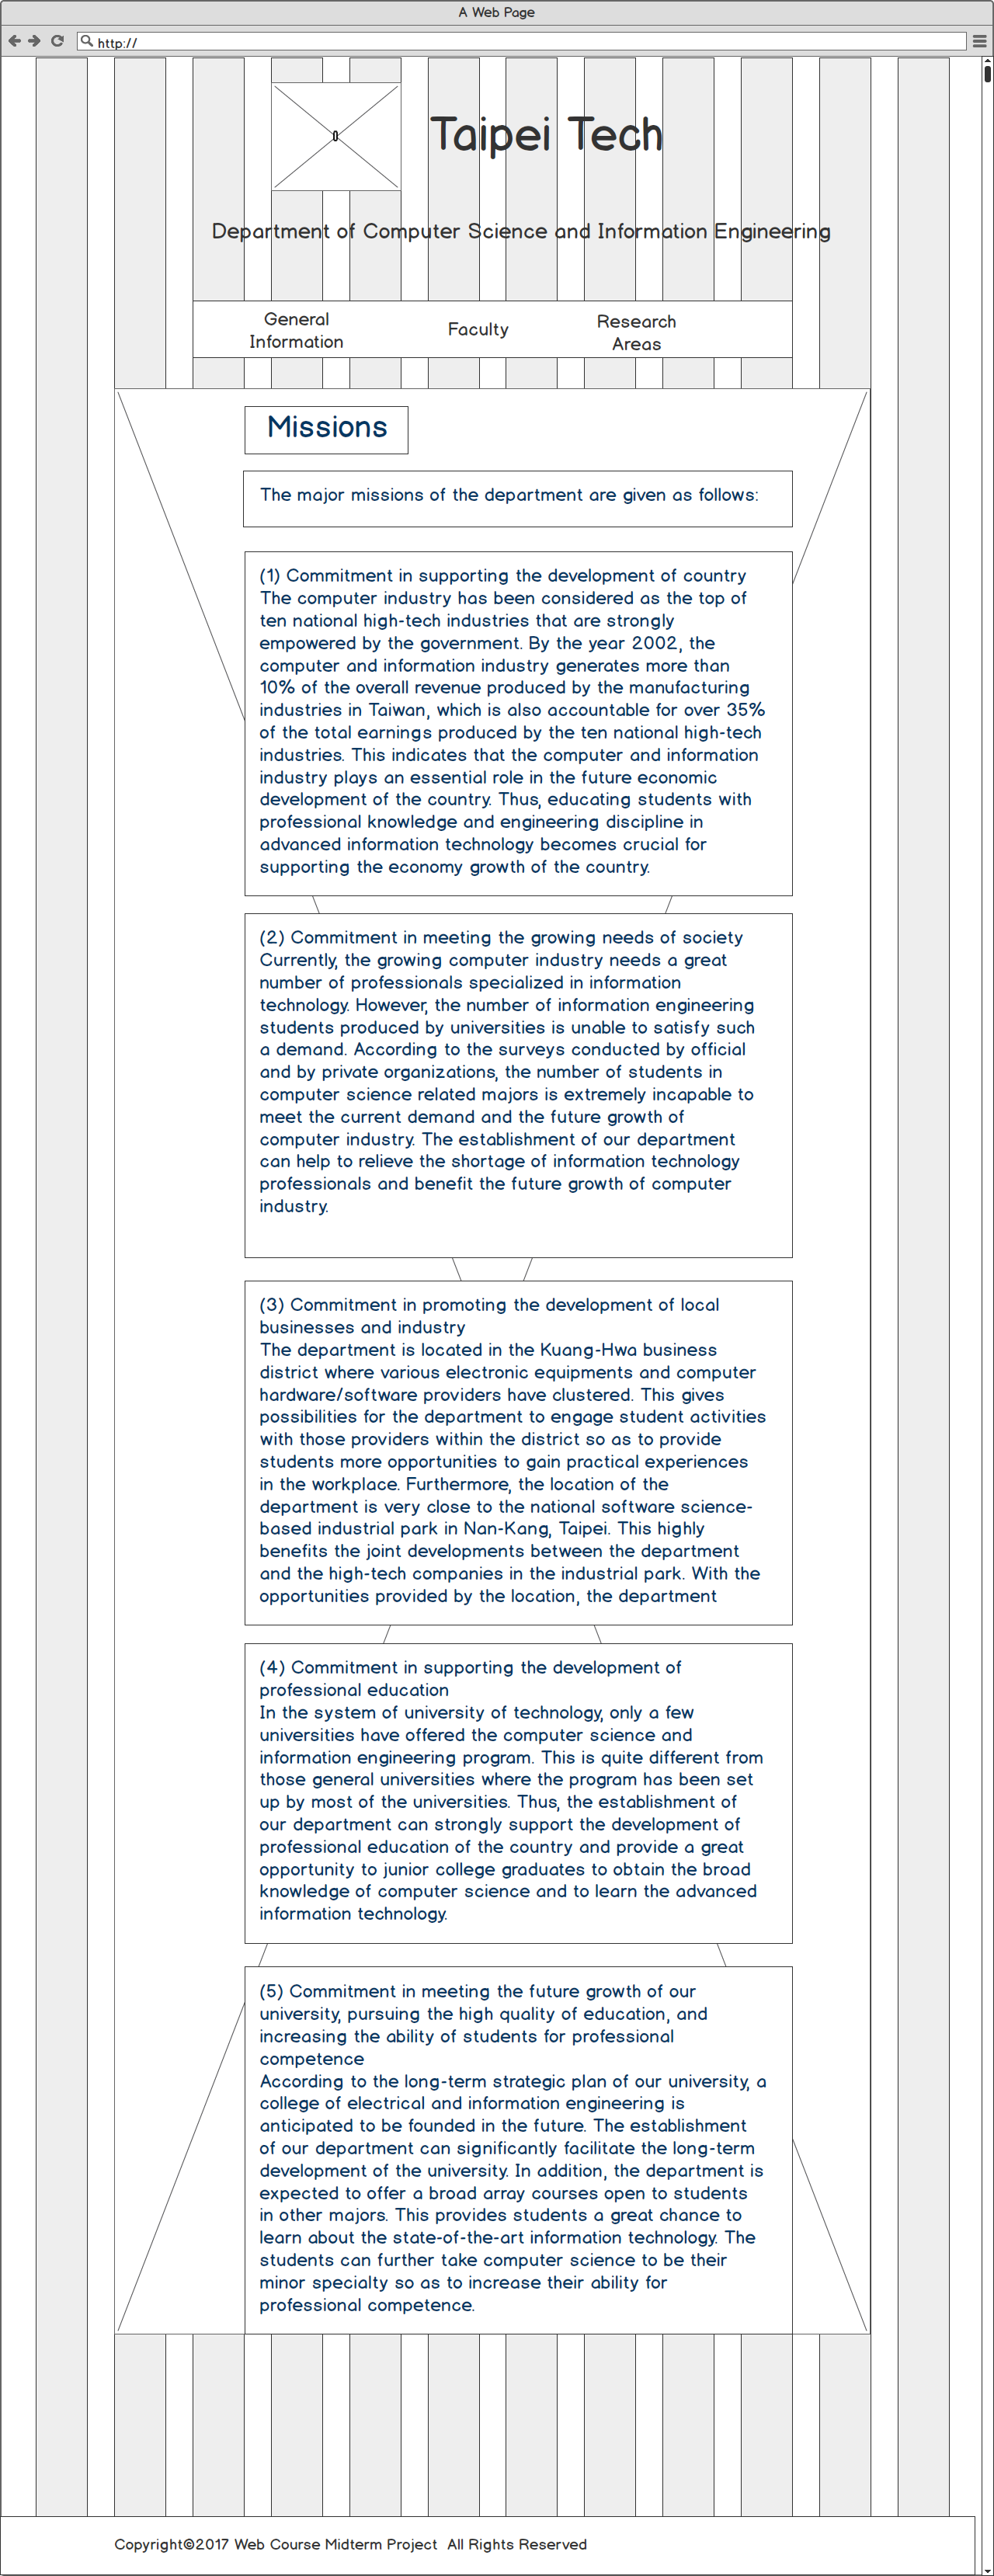 A Web Page
http://
0
Taipei Tech
Department of Computer Science and Information Engineering
General
Information
Faculty
Research
Areas
Missions
The major missions of the department are given as follows:
(1) Commitment in supporting the development of country
The computer industry has been considered as the top of
ten national high-tech industries that are strongly
empowered by the government. By the year 2002, the
computer and information industry generates more than
10% of the overall revenue produced by the manufacturing
industries in Taiwan, which is also accountable for over 35%
of the total earnings produced by the ten national high-tech
industries. This indicates that the computer and information
industry plays an essential role in the future economic
development of the country. Thus, educating students with
professional knowledge and engineering discipline in
advanced information technology becomes crucial for
supporting the economy growth of the country.
(2) Commitment in meeting the growing needs of society
Currently, the growing computer industry needs a great
number of professionals specialized in information
technology. However, the number of information engineering
students produced by universities is unable to satisfy such
a demand. According to the surveys conducted by official
and by private organizations, the number of students in
computer science related majors is extremely incapable to
meet the current demand and the future growth of
computer industry. The establishment of our department
can help to relieve the shortage of information technology
professionals and benefit the future growth of computer
industry.
(3) Commitment in promoting the development of local
businesses and industry
The department is located in the Kuang-Hwa business
district where various electronic equipments and computer
hardware/software providers have clustered. This gives
possibilities for the department to engage student activities
with those providers within the district so as to provide
students more opportunities to gain practical experiences
in the workplace. Furthermore, the location of the
department is very close to the national software science-
based industrial park in Nan-Kang, Taipei. This highly
benefits the joint developments between the department
and the high-tech companies in the industrial park. With the
opportunities provided by the location, the department
(4) Commitment in supporting the development of
professional education
In the system of university of technology, only a few
universities have offered the computer science and
information engineering program. This is quite different from
those general universities where the program has been set
up by most of the universities. Thus, the establishment of
our department can strongly support the development of
professional education of the country and provide a great
opportunity to junior college graduates to obtain the broad
knowledge of computer science and to learn the advanced
information technology.
(5) Commitment in meeting the future growth of our
university, pursuing the high quality of education, and
increasing the ability of students for professional
competence
According to the long-term strategic plan of our university, a
college of electrical and information engineering is
anticipated to be founded in the future. The establishment
of our department can significantly facilitate the long-term
development of the university. In addition, the department is
expected to offer a broad array courses open to students
in other majors. This provides students a great chance to
learn about the state-of-the-art information technology. The
students can further take computer science to be their
minor specialty so as to increase their ability for
professional competence.
Copyright©2017 Web Course Midterm Project  All Rights Reserved